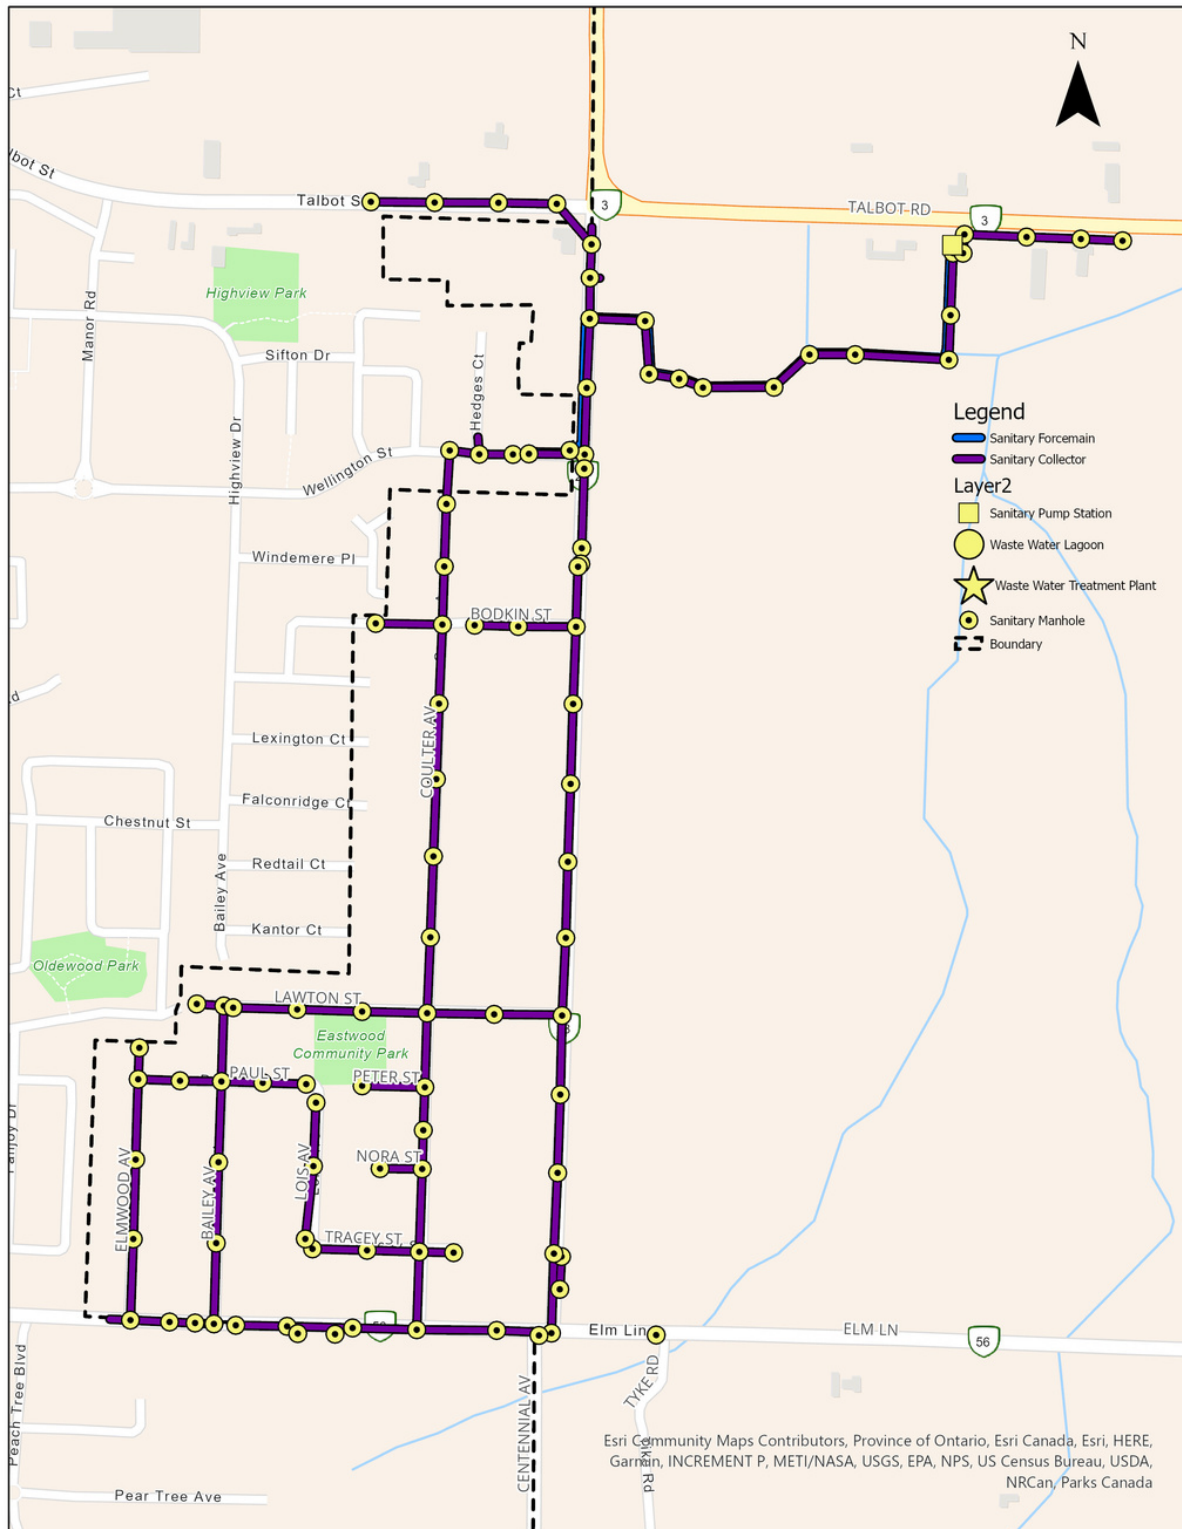 N
Ct
lbot St
Talbot S
3
TALBOT RD
3
Highview Park
Manor Rd
Sifton Dr
Hedges Ct
Highview Dr
Wellington St
Legend
Sanitary Forcemain
Sanitary Collector
Layer2
Sanitary Pump Station
Waste Water Lagoon
Waste Water Treatment Plant
Sanitary Manhole
Boundary
Windemere Pl
BODKIN ST
COULTER AV
Lexington Ct
Falconridge Ct
Chestnut St
Redtail Ct
Bailey Ave
Kantor Ct
Oldewood Park
LAWTON ST
Eastwood
Community Park
PAUL ST
PETER ST
NORA ST
LOIS AV
ELMWOOD AV
BAILEY AV
TRACEY ST
Elm Lin
ELM LN
56
TYKE RD
CENTENNIAL AV
Peach Tree Blvd
Pear Tree Ave
Esri Community Maps Contributors, Province of Ontario, Esri Canada, Esri, HERE,
Garmin, INCREMENT P, METI/NASA, USGS, EPA, NPS, US Census Bureau, USDA,
NRCan, Parks Canada